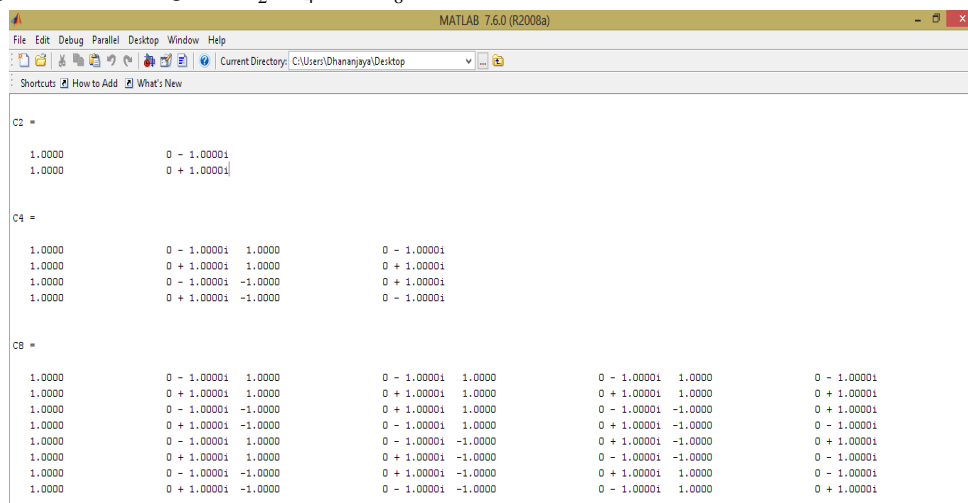 MATLAB 7.6.0 (R2008a)
File Edit Debug Parallel Desktop Window Help
Current Directory: C:\Users\Dhananjaya\Desktop
Shortcuts How to Add What's New
C2 =
1.0000 0 - 1.0000i
1.0000 0 + 1.0000i
C4 =
1.0000 0 - 1.0000i 1.0000 0 - 1.0000i
1.0000 0 + 1.0000i 1.0000 0 + 1.0000i
1.0000 0 - 1.0000i -1.0000 0 + 1.0000i
1.0000 0 + 1.0000i -1.0000 0 - 1.0000i
C8 =
1.0000 0 - 1.0000i 1.0000 0 - 1.0000i 1.0000 0 - 1.0000i 1.0000 0 - 1.0000i
1.0000 0 + 1.0000i 1.0000 0 + 1.0000i 1.0000 0 + 1.0000i 1.0000 0 + 1.0000i
1.0000 0 - 1.0000i -1.0000 0 + 1.0000i 1.0000 0 - 1.0000i -1.0000 0 + 1.0000i
1.0000 0 + 1.0000i -1.0000 0 - 1.0000i 1.0000 0 + 1.0000i -1.0000 0 - 1.0000i
1.0000 0 - 1.0000i 1.0000 0 - 1.0000i -1.0000 0 + 1.0000i -1.0000 0 + 1.0000i
1.0000 0 + 1.0000i 1.0000 0 + 1.0000i -1.0000 0 - 1.0000i -1.0000 0 - 1.0000i
1.0000 0 - 1.0000i -1.0000 0 + 1.0000i -1.0000 0 + 1.0000i 1.0000 0 - 1.0000i
1.0000 0 + 1.0000i -1.0000 0 - 1.0000i -1.0000 0 - 1.0000i 1.0000 0 + 1.0000i